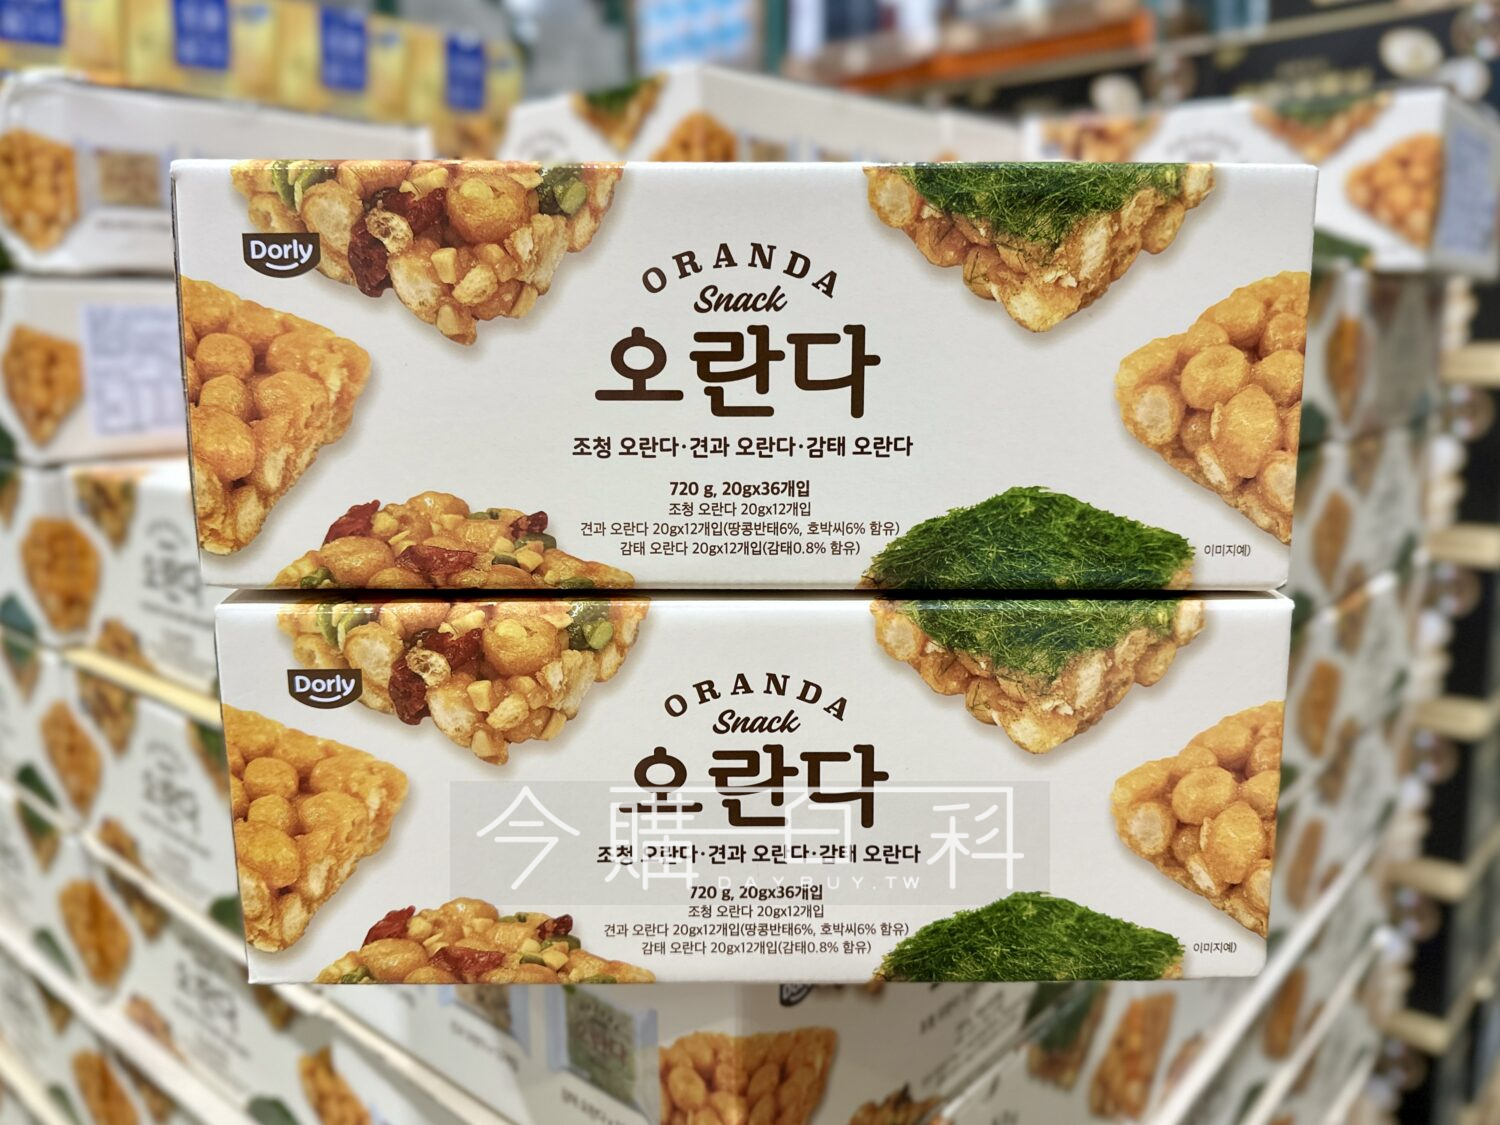 Dorly
ORANDA
Snack
오란다
조청 오란다·견과 오란다·감태 오란다
720 g, 20gx36개입
조청 오란다 20gx12개입
견과 오란다 20gx12개입(땅콩반태6%, 호박씨6% 함유)
감태 오란다 20gx12개입(감태0.8% 함유)
이미지예)
Dorly
ORANDA
Snack
오란다
今購百科
조청 오란다·견과 오란다·감태 오란다
DAYBUY.TW
720 g, 20gx36개입
조청 오란다 20gx12개입
견과 오란다 20gx12개입(땅콩반태6%, 호박씨6% 함유)
감태 오란다 20gx12개입(감태0.8% 함유)
이미지예)